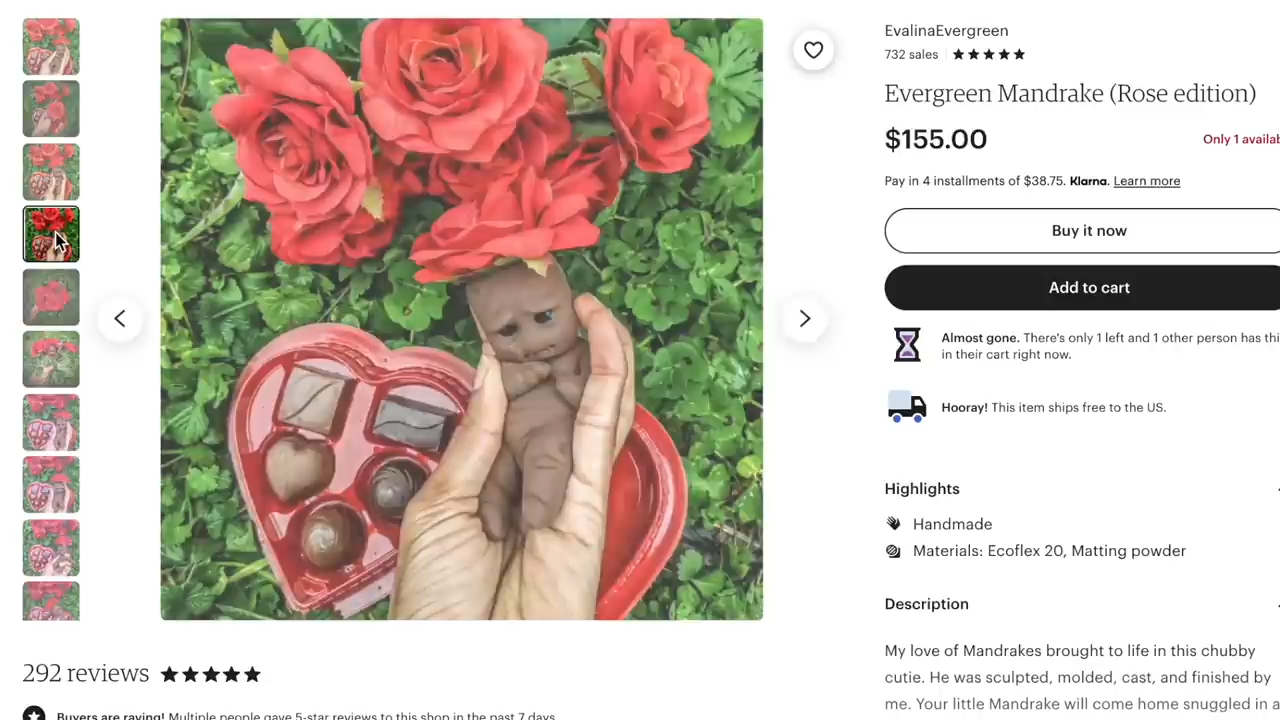 EvalinaEvergreen
732 sales
Evergreen Mandrake (Rose edition)
$155.00
Only 1
Pay in 4 installments of $38.75. Klarna. Learn more
Buy it now
Add to cart
Almost gone. There's only 1 left and 1 other person has
in their cart right now.
Hooray! This item ships free to the US.
Highlights
Handmade
Materials: Ecoflex 20, Matting powder
Description
My love of Mandrakes brought to life in this chubby
cutie. He was sculpted, molded, cast, and finished by
me. Your little Mandrake will come home snuggled in a
292 reviews
Buyers are raving! Multiple people gave 5-star reviews to this shop in the past 7 days